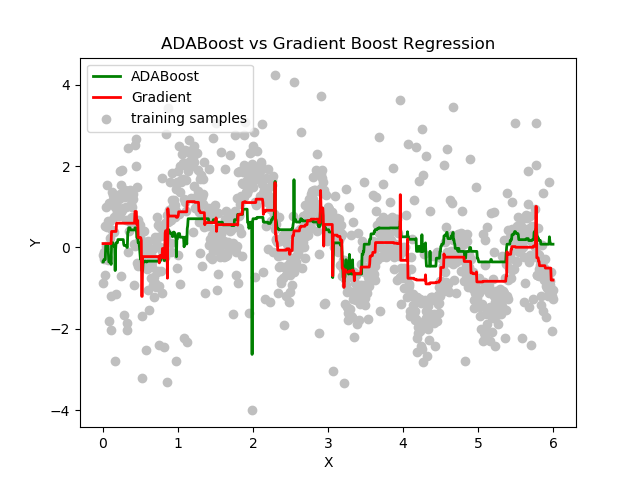 ADABoost vs Gradient Boost Regression
ADABoost
Gradient
training samples
4
2
0
−2
−4
Y
0 1 2 3 4 5 6
X